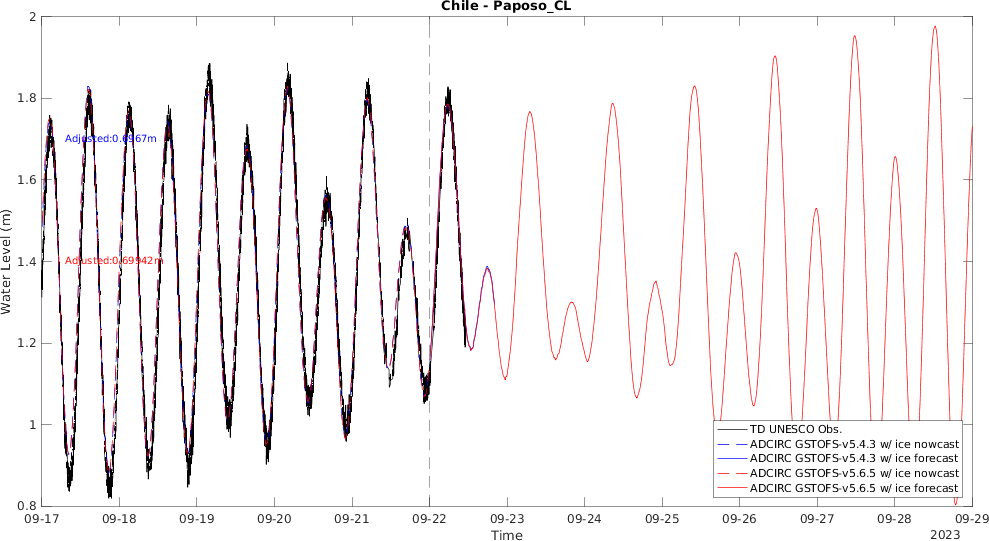 Chile - Paposo_CL
2
1.8
1.6
1.4
1.2
1
0.8
Water Level (m)
Adjusted:0.6967m
Adjusted:0.69942m
TD UNESCO Obs.
ADCIRC GSTOFS-v5.4.3 w/ ice nowcast
ADCIRC GSTOFS-v5.4.3 w/ ice forecast
ADCIRC GSTOFS-v5.6.5 w/ ice nowcast
ADCIRC GSTOFS-v5.6.5 w/ ice forecast
09-17 09-18 09-19 09-20 09-21 09-22 09-23 09-24 09-25 09-26 09-27 09-28 09-29
Time
2023